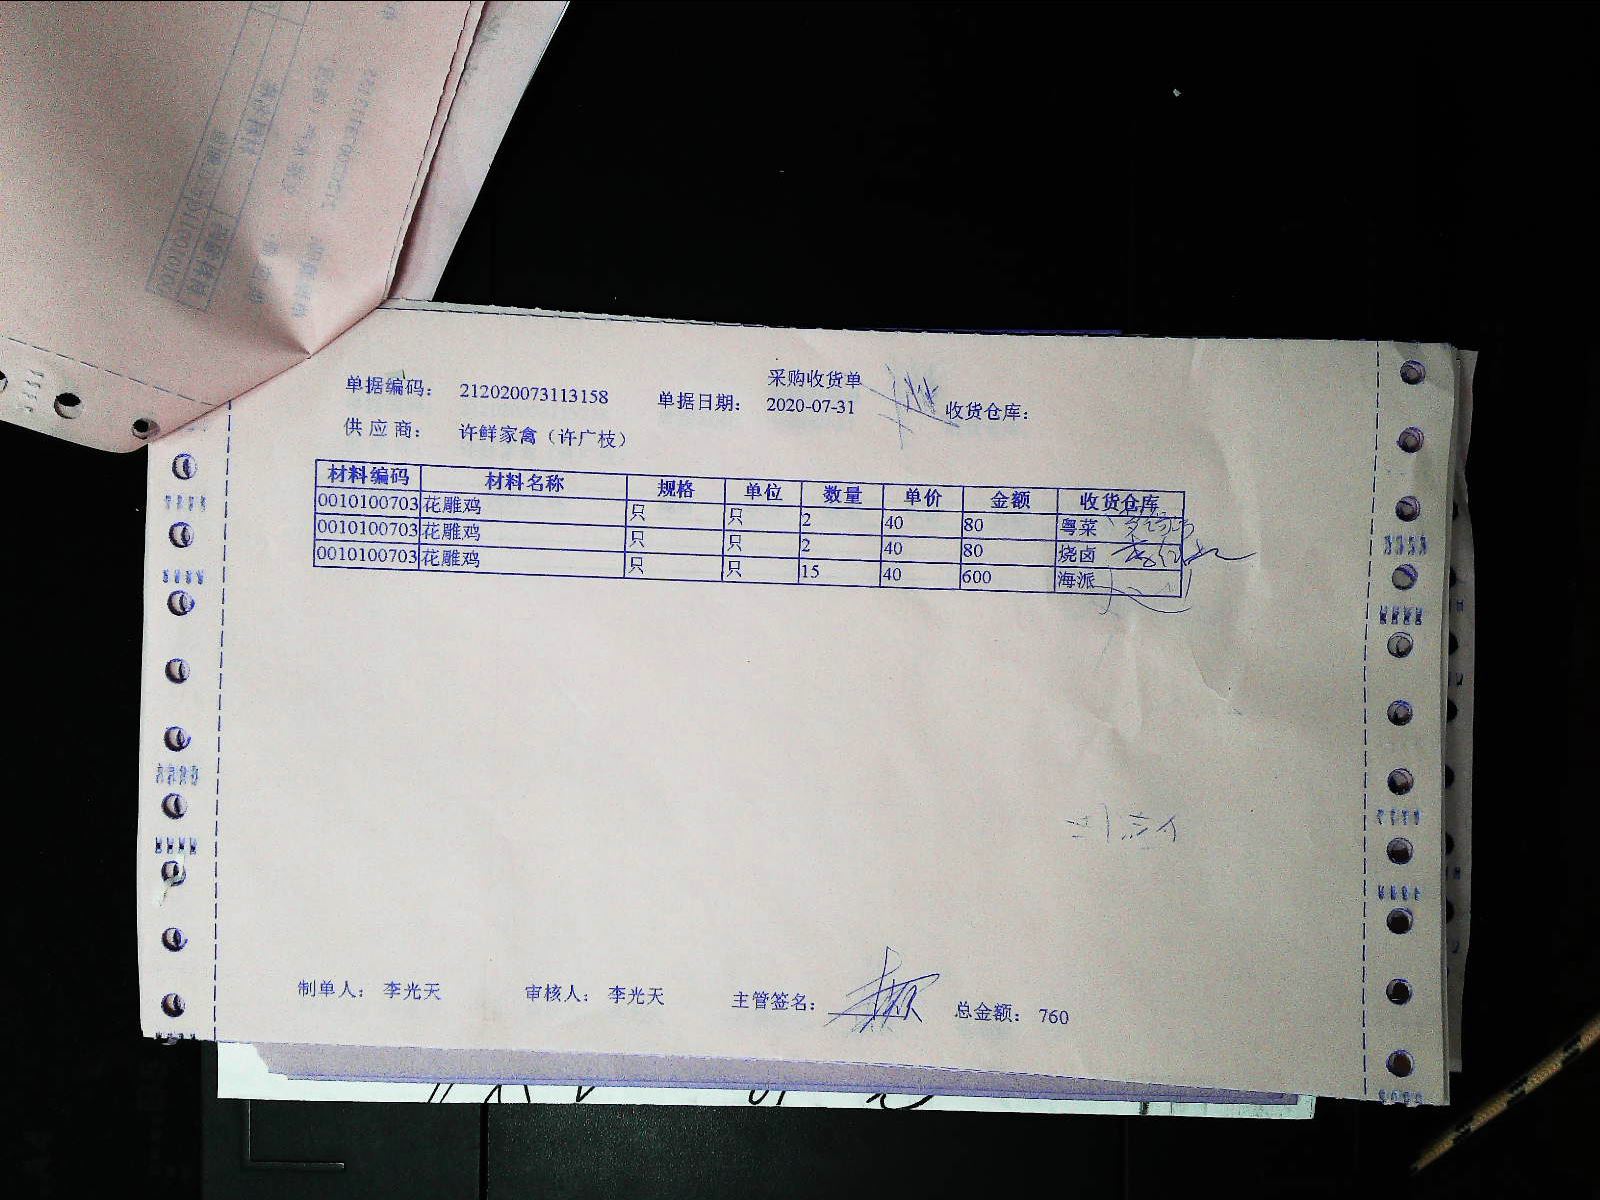 采购收货单
单据编码： 212020073113158 单据日期： 2020-07-31 收货仓库：
供 应 商： 许鲜家禽（许广枝）
材料编码 材料名称 规格 单位 数量 单价 金额 收货仓库
0010100703 花雕鸡 只 只 2 40 80 粤菜
0010100703 花雕鸡 只 只 2 40 80 烧卤
0010100703 花雕鸡 只 只 15 40 600 海派
制单人： 李光天 审核人： 李光天 主管签名： 总金额： 760